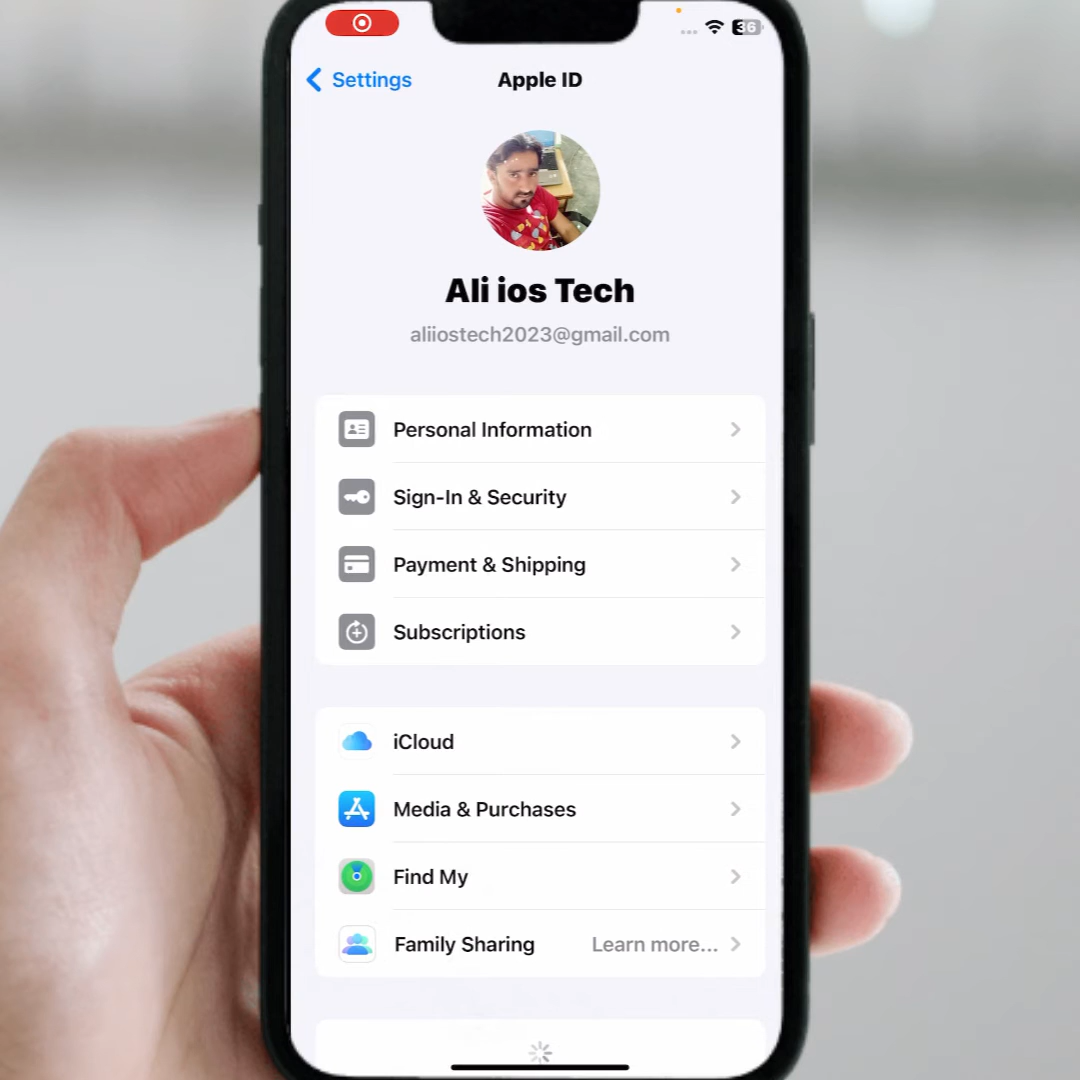 36
Settings
Apple ID
Ali ios Tech
aliiostech2023@gmail.com
Personal Information
Sign-In & Security
Payment & Shipping
Subscriptions
iCloud
Media & Purchases
Find My
Family Sharing Learn more...